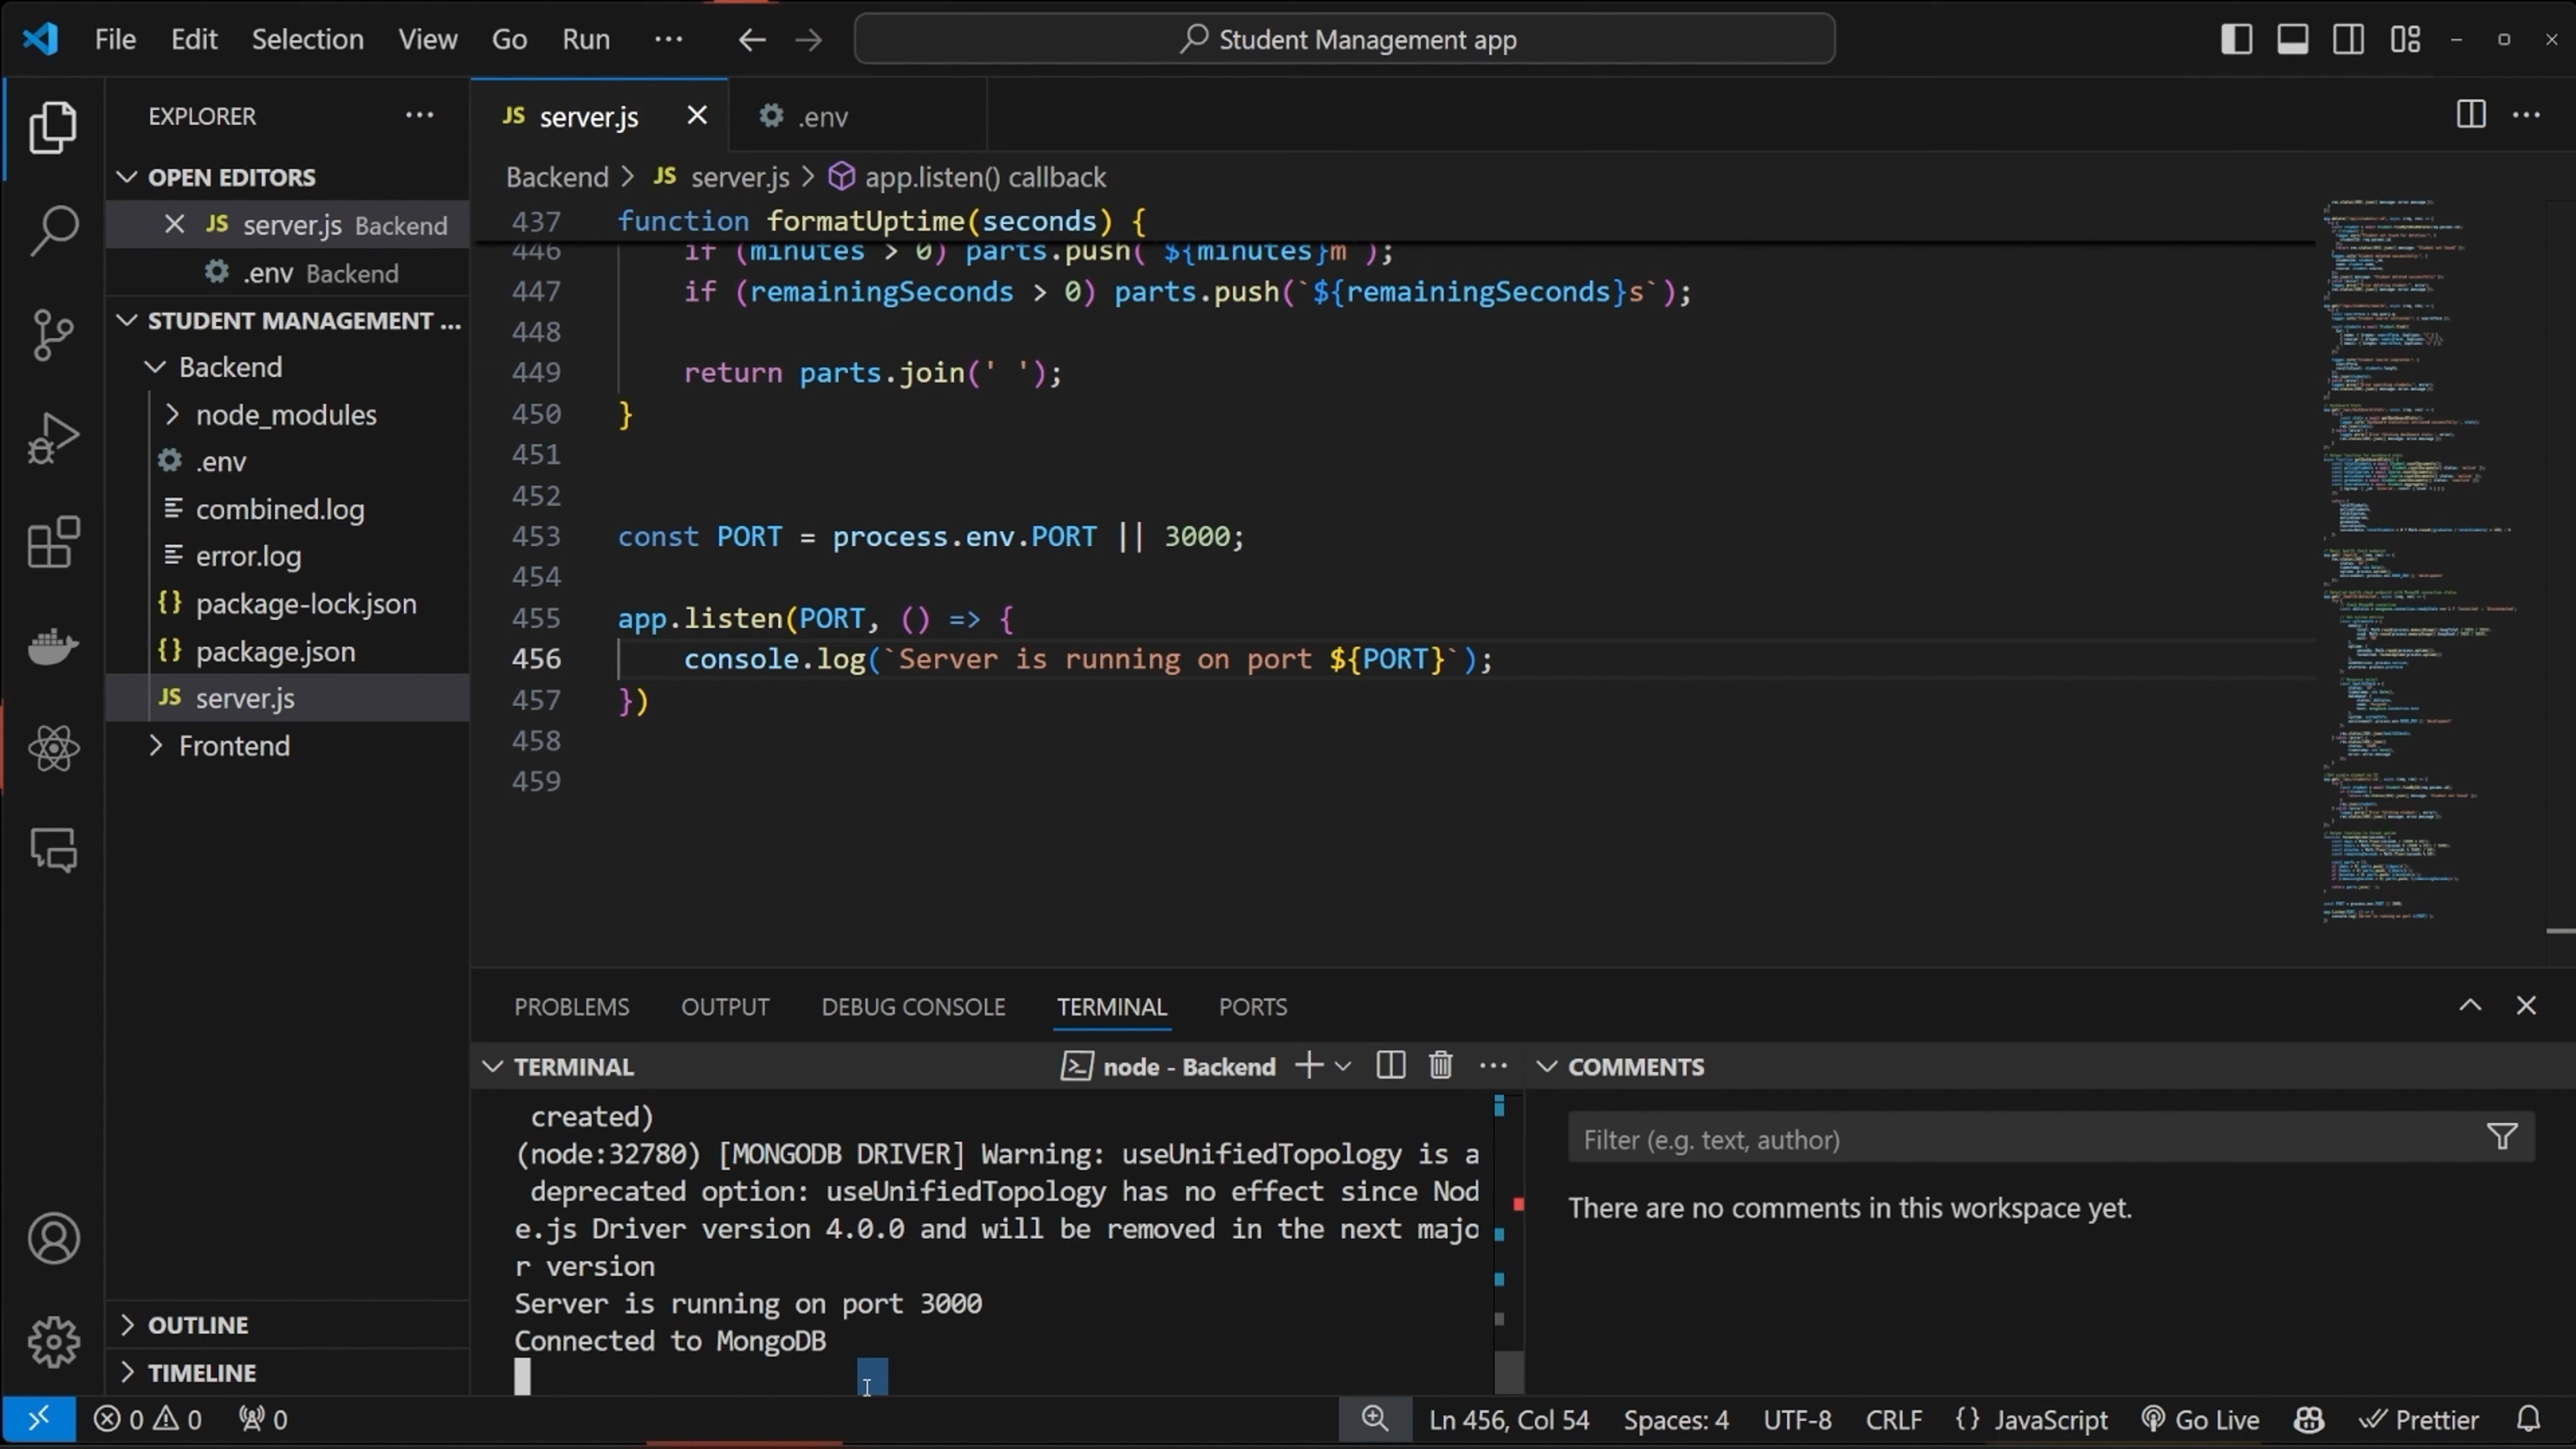 File Edit Selection View Go Run ··· Student Management app
EXPLORER ···
server.js
.env
OPEN EDITORS
JS server.js Backend
.env Backend
STUDENT MANAGEMENT ...
Backend
node_modules
.env
combined.log
error.log
{} package-lock.json
{} package.json
JS server.js
Frontend
OUTLINE
TIMELINE
Backend > JS server.js > app.listen() callback
437 function formatUptime(seconds) {
446 if (minutes > 0) parts.push( ${minutes}m );
447 if (remainingSeconds > 0) parts.push(`${remainingSeconds}s`);
448
449 return parts.join(' ');
450 }
451
452
453 const PORT = process.env.PORT || 3000;
454
455 app.listen(PORT, () => {
456 console.log(`Server is running on port ${PORT}`);
457 })
458
459
PROBLEMS OUTPUT DEBUG CONSOLE TERMINAL PORTS
TERMINAL node - Backend
created)
(node:32780) [MONGODB DRIVER] Warning: useUnifiedTopology is a
deprecated option: useUnifiedTopology has no effect since Nod
e.js Driver version 4.0.0 and will be removed in the next majo
r version
Server is running on port 3000
Connected to MongoDB
COMMENTS
Filter (e.g. text, author)
There are no comments in this workspace yet.
0 0 0 Ln 456, Col 54 Spaces: 4 UTF-8 CRLF {} JavaScript Go Live Prettier